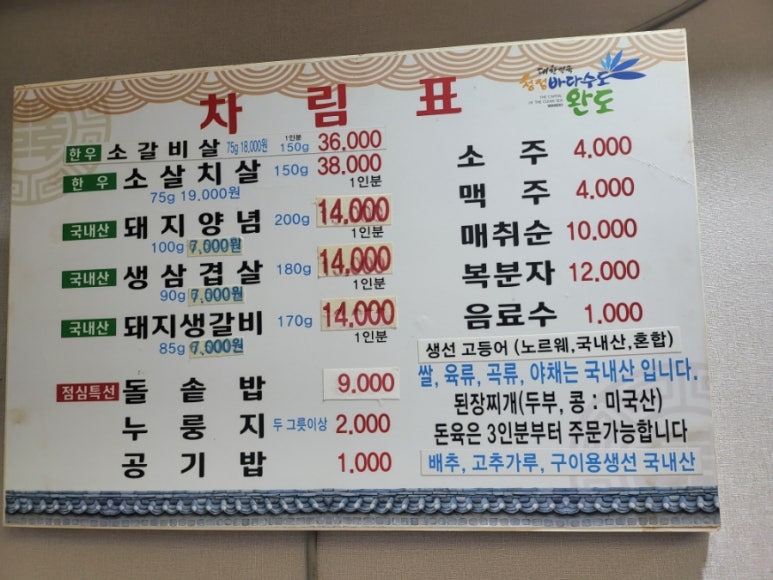 대한민국
청정바다수도
THE CAPITAL
OF THE CLEAN SEA
완도
차림표
한우 소갈비살 75g 18,000원 1인분 150g 36,000
한우 소살치살 150g 38,000
75g 19.000원 1인분
국내산 돼지양념 200g 14,000
100g 7,000원 1인분
국내산 생삼겹살 180g 14,000
90g 7,000원 1인분
국내산 돼지생갈비 170g 14,000
85g 7,000원 1인분
점심특선 돌솥밥 9.000
누룽지 두 그릇이상 2,000
공기밥 1.000
소주 4,000
맥주 4.000
매취순 10.000
복분자 12.000
음료수 1.000
생선 고등어 (노르웨,국내산,혼합)
쌀, 육류, 곡류, 야채는 국내산 입니다.
된장찌개(두부, 콩 : 미국산)
돈육은 3인분부터 주문가능합니다
배추, 고추가루, 구이용생선 국내산